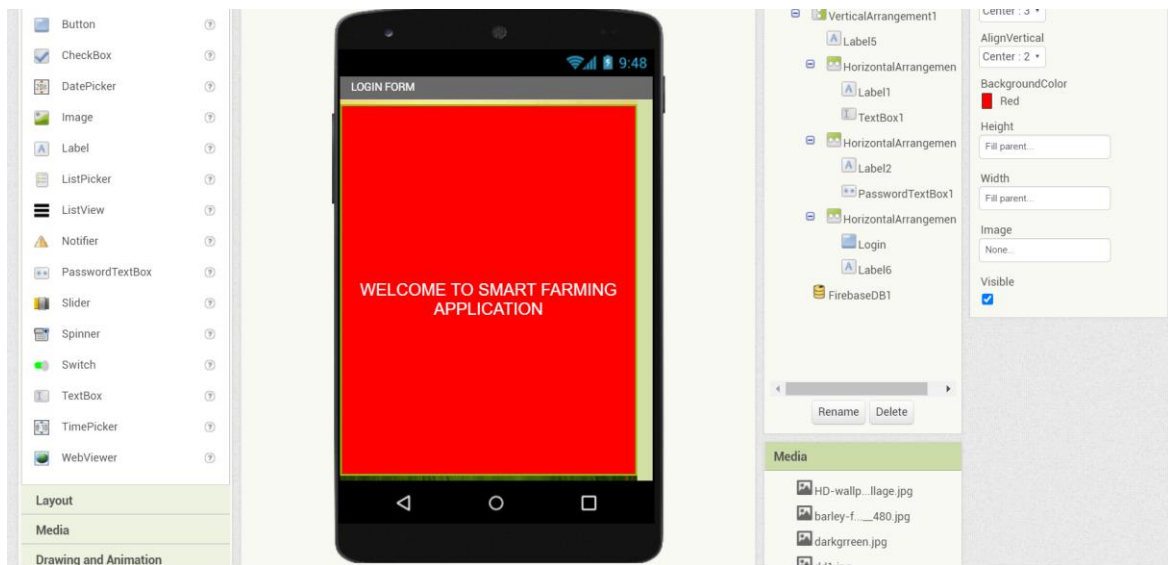 Button
CheckBox
DatePicker
Image
Label
ListPicker
ListView
Notifier
PasswordTextBox
Slider
Spinner
Switch
TextBox
TimePicker
WebViewer
Layout
Media
Drawing and Animation
9:48
LOGIN FORM
WELCOME TO SMART FARMING
APPLICATION
VerticalArrangement1
Label5
HorizontalArrangemen
Label1
TextBox1
HorizontalArrangemen
Label2
PasswordTextBox1
HorizontalArrangemen
Login
Label6
FirebaseDB1
Rename Delete
Media
HD-wallp...llage.jpg
barley-f...__480.jpg
darkgrreen.jpg
Center : 3
AlignVertical
Center : 2
BackgroundColor
Red
Height
Fill parent...
Width
Fill parent...
Image
None...
Visible